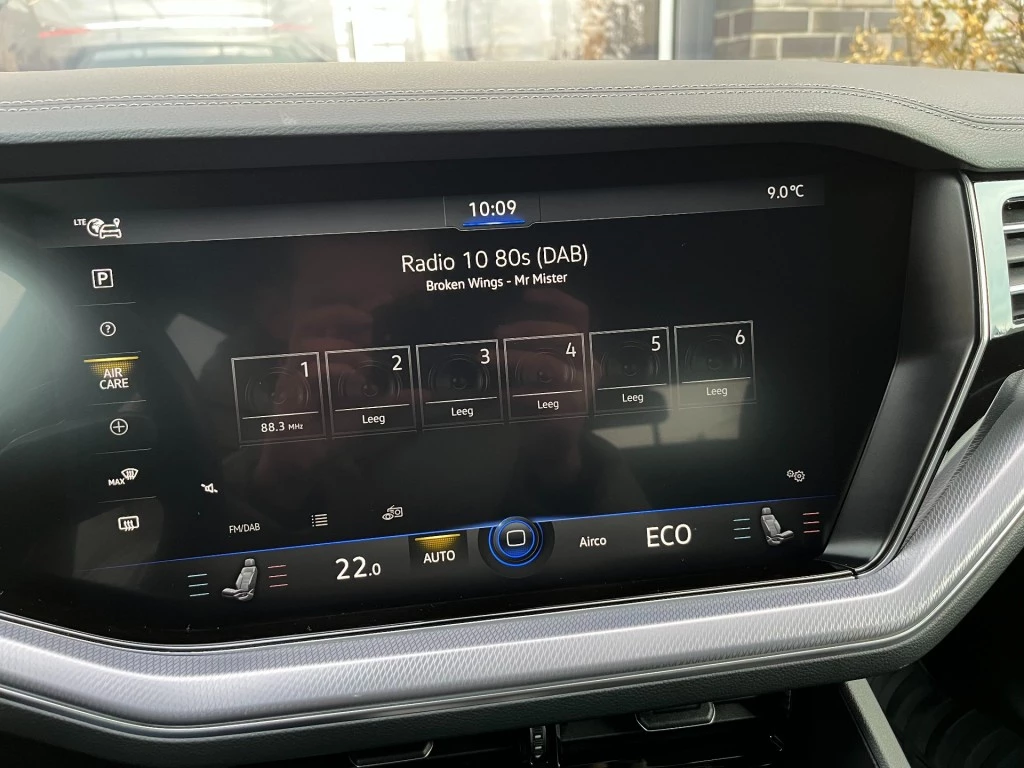 LTE
10:09
9.0°C
P
Radio 10 80s (DAB)
Broken Wings - Mr Mister
?
AIR
CARE
1
2
3
4
5
6
88.3 MHz
Leeg
Leeg
Leeg
Leeg
Leeg
MAX
FM/DAB
22.0
AUTO
Airco
ECO